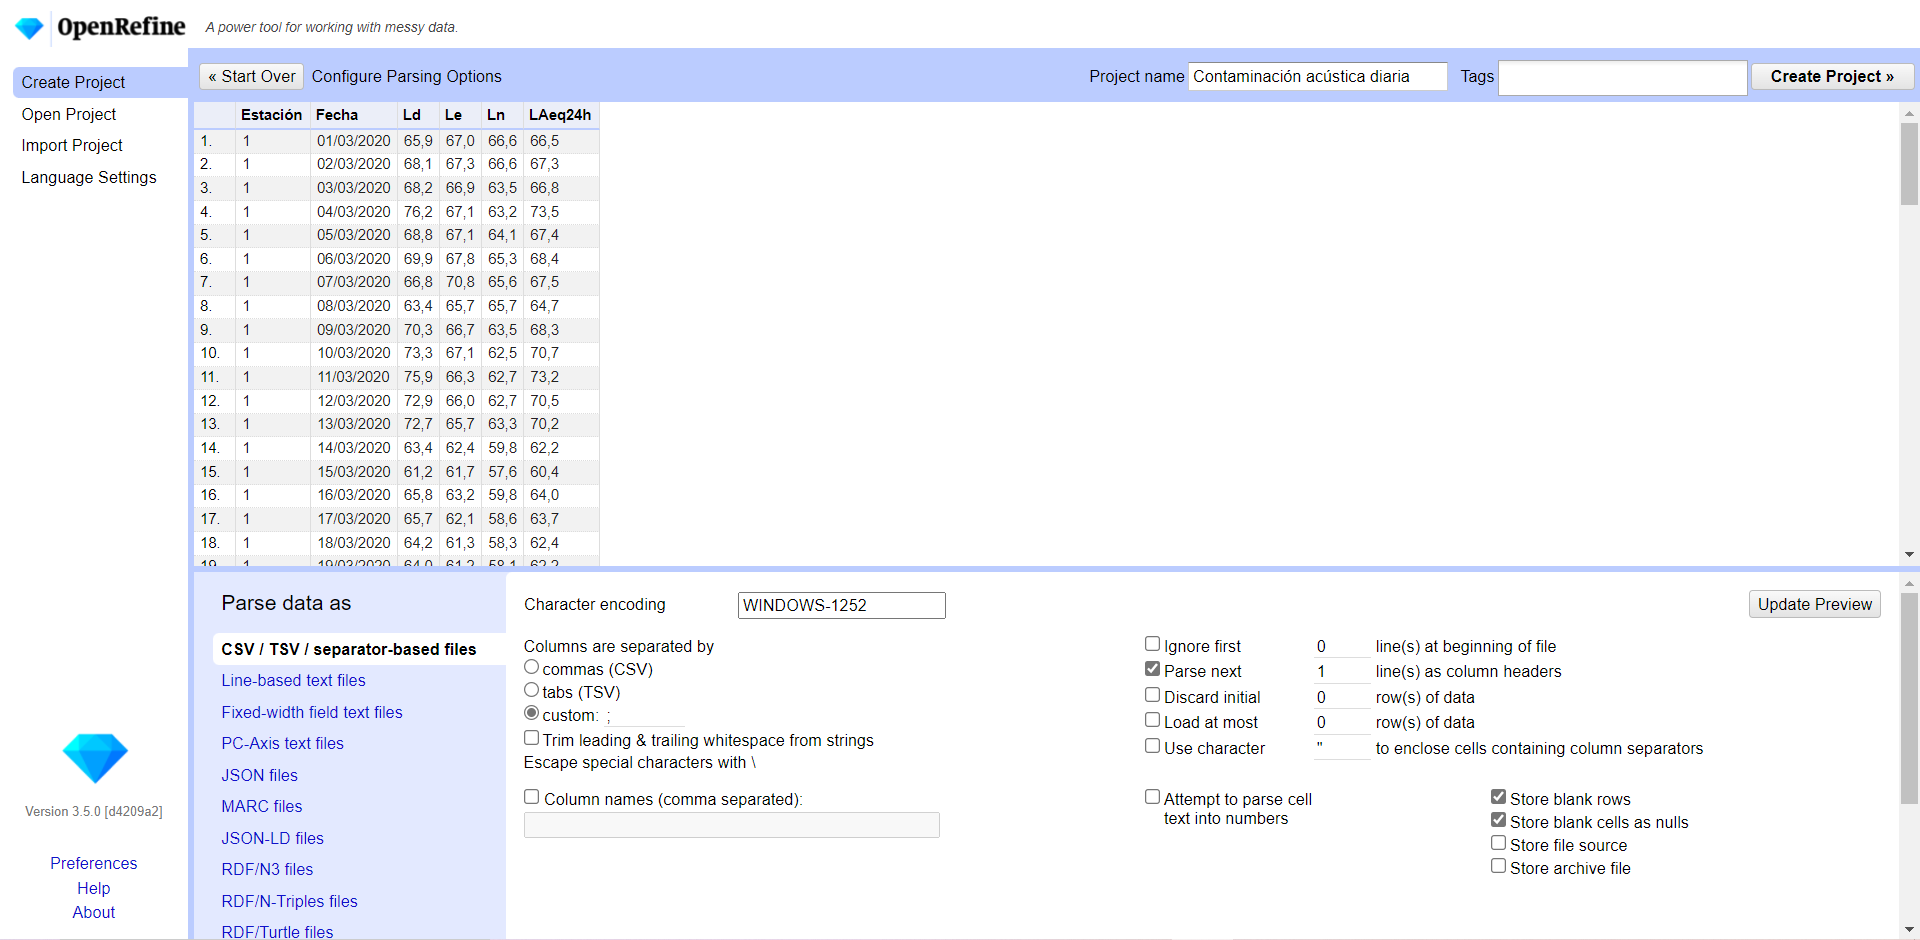 OpenRefine A power tool for working with messy data.
Create Project
Open Project
Import Project
Language Settings
« Start Over Configure Parsing Options Project name Contaminación acústica diaria Tags Create Project »
Estación Fecha Ld Le Ln LAeq24h
1. 1 01/03/2020 65,9 67,0 66,6 66,5
2. 1 02/03/2020 68,1 67,3 66,6 67,3
3. 1 03/03/2020 68,2 66,9 63,5 66,8
4. 1 04/03/2020 76,2 67,1 63,2 73,5
5. 1 05/03/2020 68,8 67,1 64,1 67,4
6. 1 06/03/2020 69,9 67,8 65,3 68,4
7. 1 07/03/2020 66,8 70,8 65,6 67,5
8. 1 08/03/2020 63,4 65,7 65,7 64,7
9. 1 09/03/2020 70,3 66,7 63,5 68,3
10. 1 10/03/2020 73,3 67,1 62,5 70,7
11. 1 11/03/2020 75,9 66,3 62,7 73,2
12. 1 12/03/2020 72,9 66,0 62,7 70,5
13. 1 13/03/2020 72,7 65,7 63,3 70,2
14. 1 14/03/2020 63,4 62,4 59,8 62,2
15. 1 15/03/2020 61,2 61,7 57,6 60,4
16. 1 16/03/2020 65,8 63,2 59,8 64,0
17. 1 17/03/2020 65,7 62,1 58,6 63,7
18. 1 18/03/2020 64,2 61,3 58,3 62,4
19. 1 19/03/2020 64,0 61,2 58,1 62,2
Parse data as
CSV / TSV / separator-based files
Line-based text files
Fixed-width field text files
PC-Axis text files
JSON files
MARC files
JSON-LD files
RDF/N3 files
RDF/N-Triples files
RDF/Turtle files
Character encoding WINDOWS-1252
Update Preview
Columns are separated by
commas (CSV)
tabs (TSV)
custom: ;
Trim leading & trailing whitespace from strings
Escape special characters with \
Column names (comma separated):
Ignore first 0 line(s) at beginning of file
Parse next 1 line(s) as column headers
Discard initial 0 row(s) of data
Load at most 0 row(s) of data
Use character " to enclose cells containing column separators
Attempt to parse cell
text into numbers
Store blank rows
Store blank cells as nulls
Store file source
Store archive file
Version 3.5.0 [d4209a2]
Preferences
Help
About